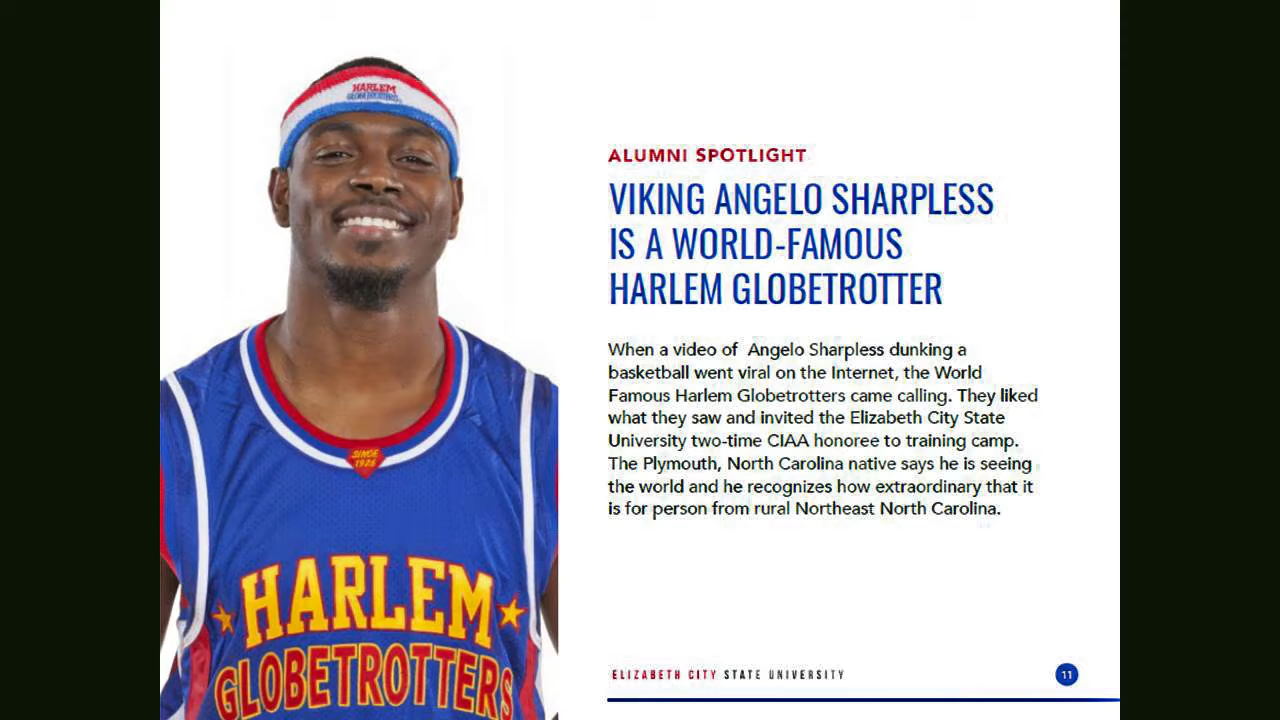 HARLEM
GLOBETROTTERS
SINCE
1926
HARLEM
GLOBETROTTERS
ALUMNI SPOTLIGHT
VIKING ANGELO SHARPLESS
IS A WORLD-FAMOUS
HARLEM GLOBETROTTER
When a video of Angelo Sharpless dunking a
basketball went viral on the Internet, the World
Famous Harlem Globetrotters came calling. They liked
what they saw and invited the Elizabeth City State
University two-time CIAA honoree to training camp.
The Plymouth, North Carolina native says he is seeing
the world and he recognizes how extraordinary that it
is for person from rural Northeast North Carolina.
ELIZABETH CITY STATE UNIVERSITY
11